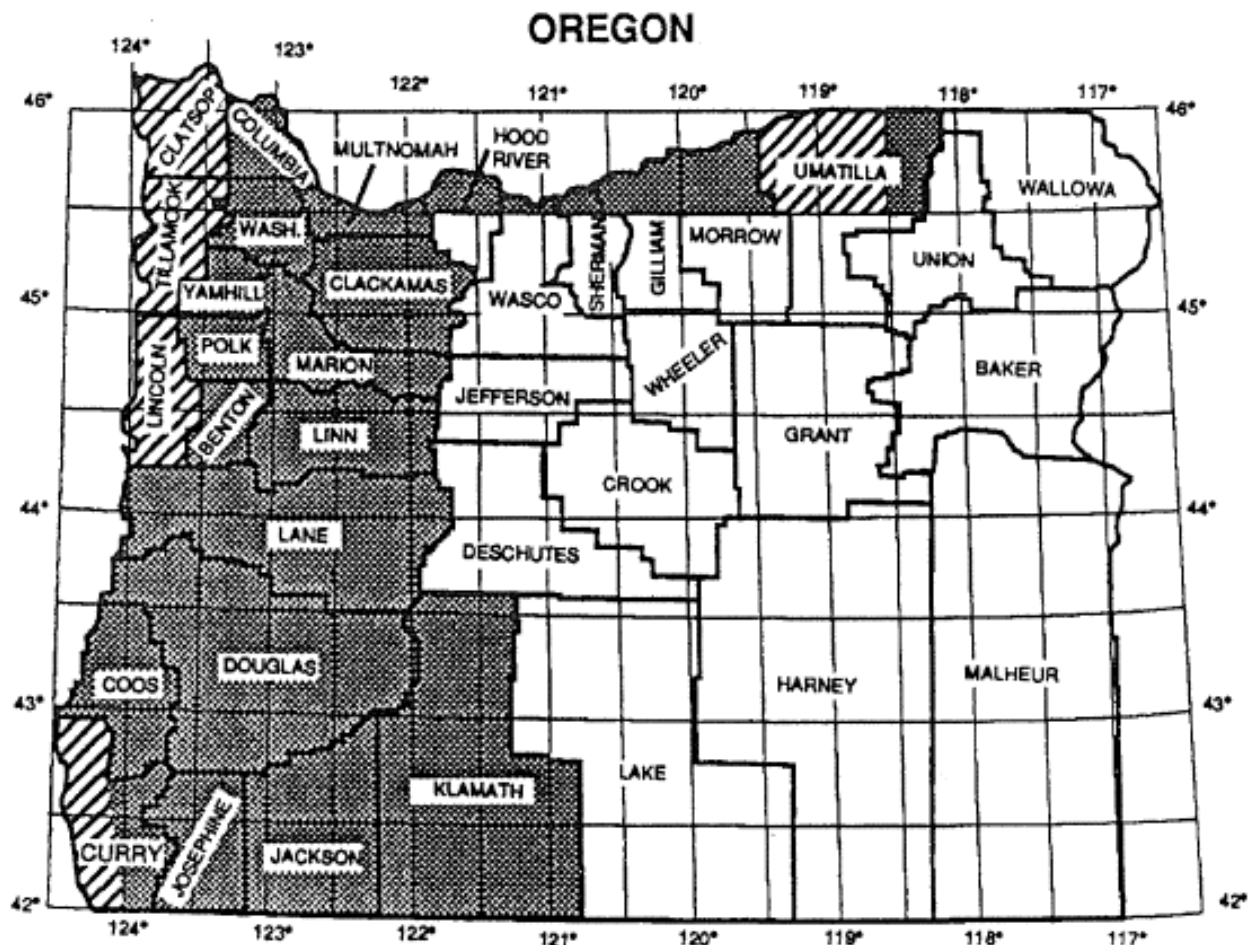 OREGON
124° 123° 122° 121° 120° 119° 118° 117°
46° 46°
CLATSOP
COLUMBIA
MULTNOMAH
HOOD
RIVER
UMATILLA
WALLOWA
TILLAMOOK
WASH.
SHERMAN
GILLIAM
MORROW
UNION
YAMHILL
CLACKAMAS
WASCO
45° 45°
POLK
MARION
WHEELER
BAKER
LINCOLN
BENTON
JEFFERSON
LINN
GRANT
CROOK
44° 44°
LANE
DESCHUTES
COOS
DOUGLAS
HARNEY
MALHEUR
43° 43°
LAKE
KLAMATH
CURRY
JOSEPHINE
JACKSON
42° 42°
124° 123° 122° 121° 120° 119° 118° 117°